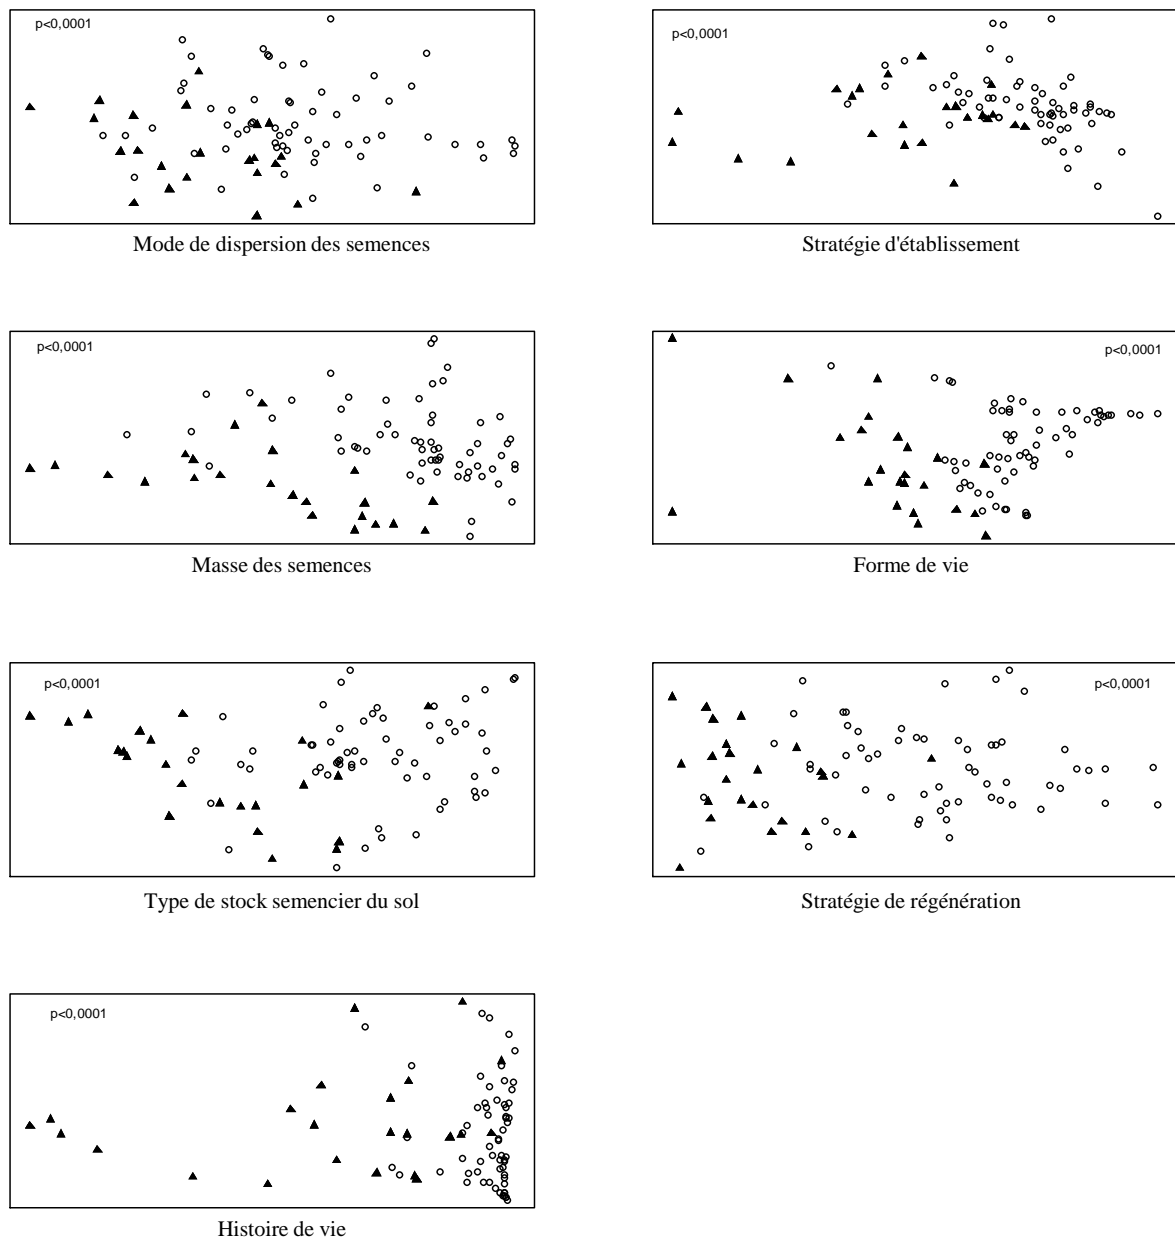 p<0,0001
p<0,0001
Mode de dispersion des semences
Stratégie d'établissement
p<0,0001
p<0,0001
Masse des semences
Forme de vie
p<0,0001
p<0,0001
Type de stock semencier du sol
Stratégie de régénération
p<0,0001
Histoire de vie